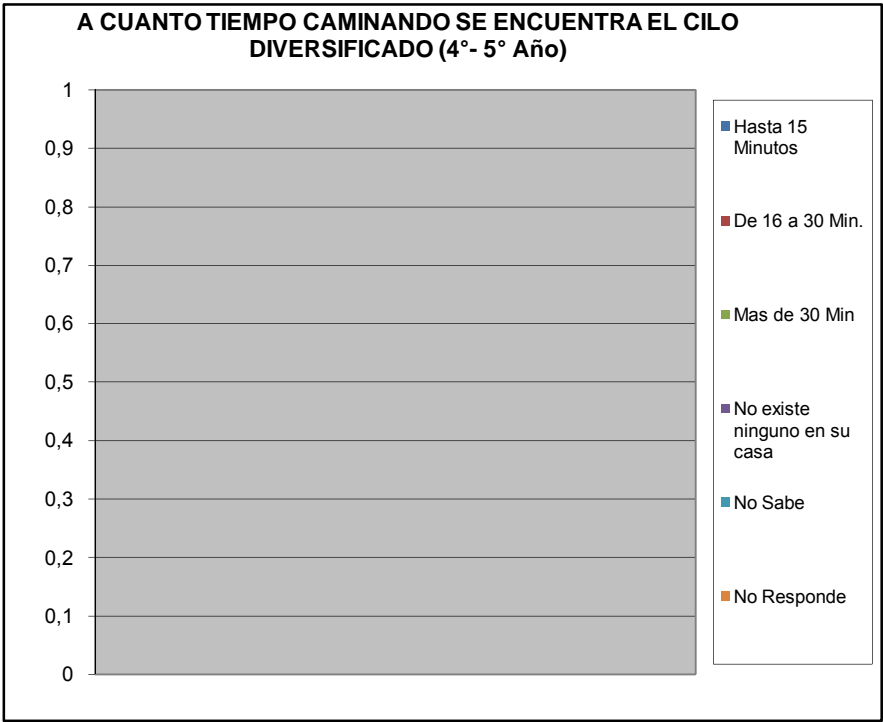 A CUANTO TIEMPO CAMINANDO SE ENCUENTRA EL CILO
DIVERSIFICADO (4°- 5° Año)
1
0,9
0,8
0,7
0,6
0,5
0,4
0,3
0,2
0,1
0
Hasta 15
Minutos
De 16 a 30 Min.
Mas de 30 Min
No existe
ninguno en su
casa
No Sabe
No Responde